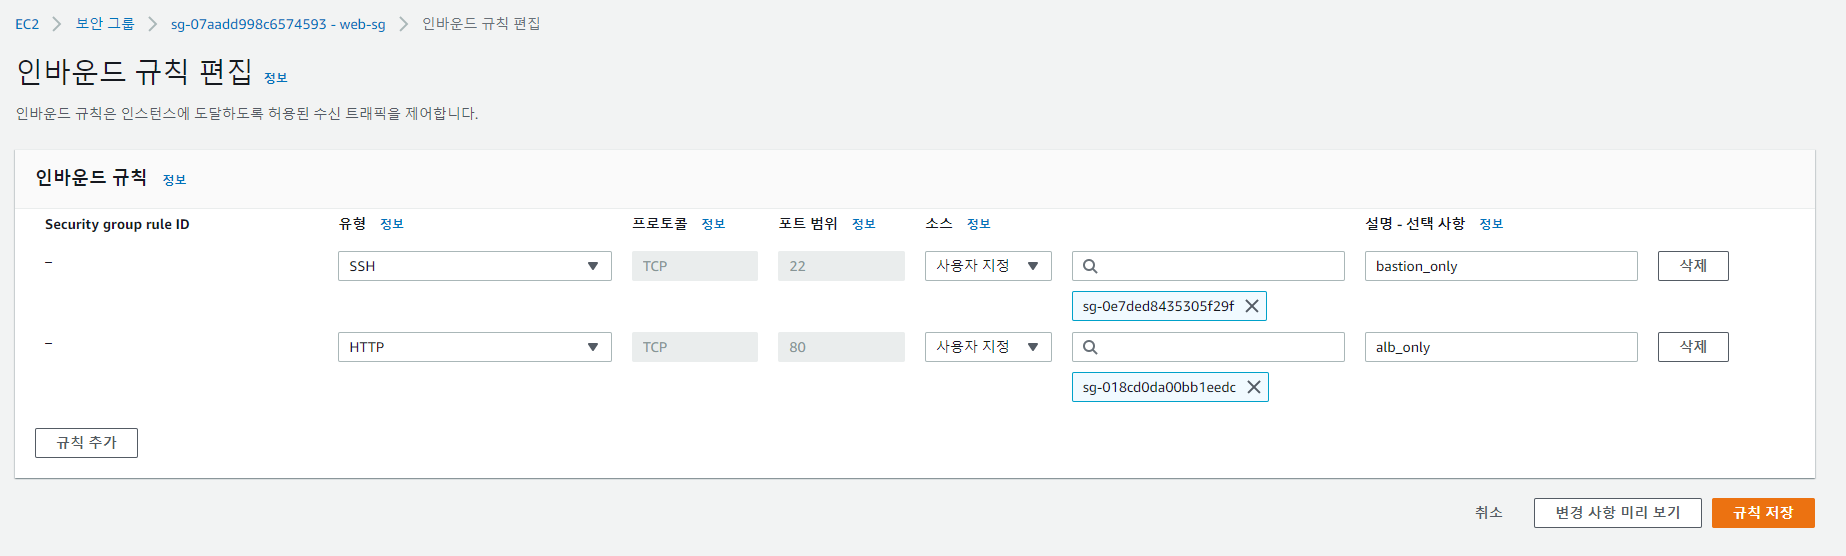 EC2 > 보안 그룹 > sg-07aadd998c6574593 - web-sg > 인바운드 규칙 편집
인바운드 규칙 편집 정보
인바운드 규칙은 인스턴스에 도달하도록 허용된 수신 트래픽을 제어합니다.
인바운드 규칙 정보
Security group rule ID 유형 정보 프로토콜 정보 포트 범위 정보 소스 정보 설명 - 선택 사항 정보
– SSH TCP 22 사용자 지정 bastion_only 삭제
sg-0e7ded8435305f29f
– HTTP TCP 80 사용자 지정 alb_only 삭제
sg-018cd0da00bb1eedc
규칙 추가
취소 변경 사항 미리 보기 규칙 저장